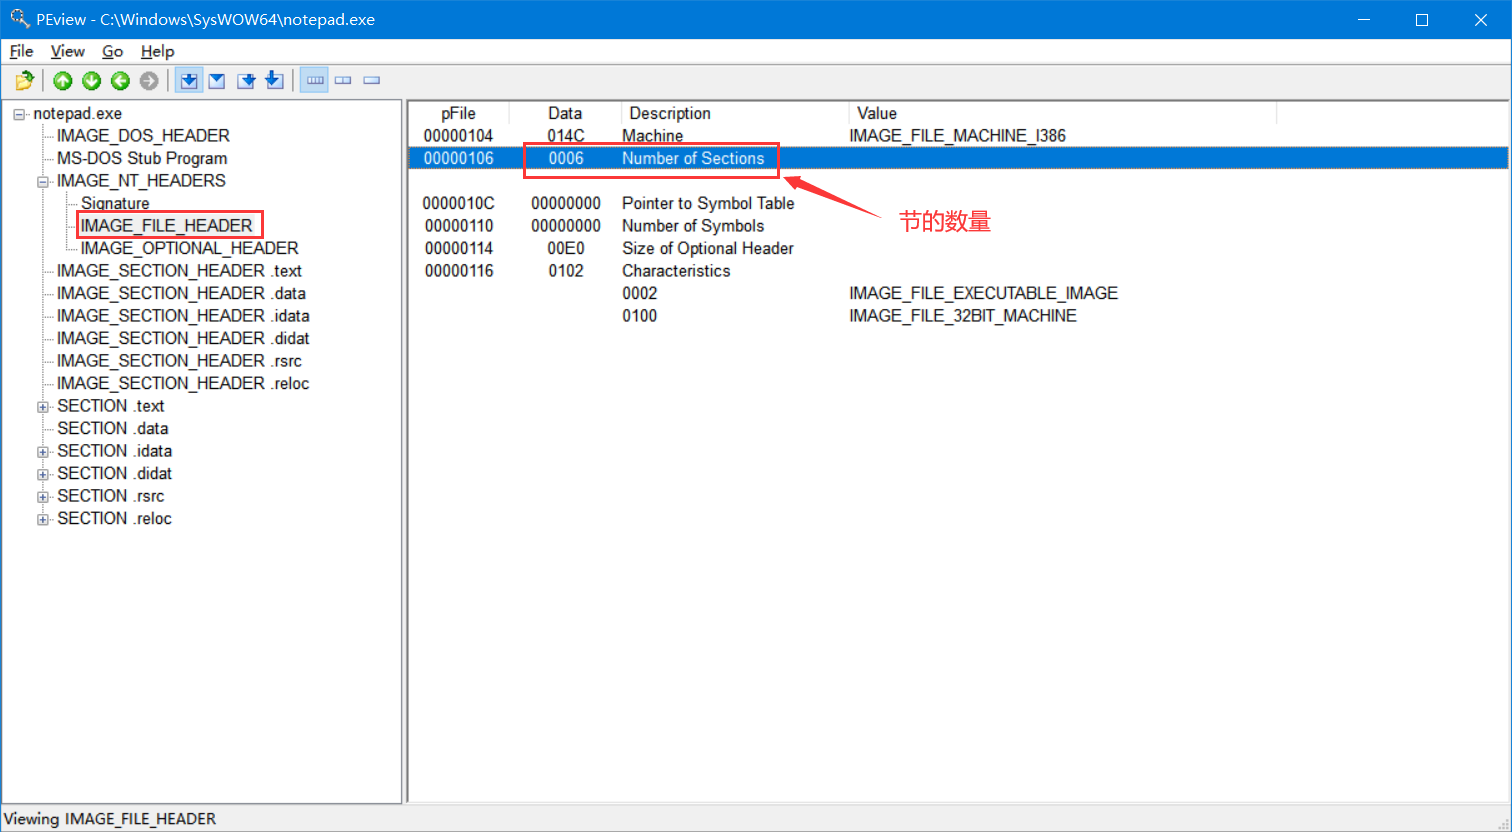 PEview - C:\Windows\SysWOW64\notepad.exe
File View Go Help
notepad.exe
IMAGE_DOS_HEADER
MS-DOS Stub Program
IMAGE_NT_HEADERS
Signature
IMAGE_FILE_HEADER
IMAGE_OPTIONAL_HEADER
IMAGE_SECTION_HEADER .text
IMAGE_SECTION_HEADER .data
IMAGE_SECTION_HEADER .idata
IMAGE_SECTION_HEADER .didat
IMAGE_SECTION_HEADER .rsrc
IMAGE_SECTION_HEADER .reloc
SECTION .text
SECTION .data
SECTION .idata
SECTION .didat
SECTION .rsrc
SECTION .reloc
pFile Data Description Value
00000104 014C Machine IMAGE_FILE_MACHINE_I386
00000106 0006 Number of Sections
0000010C 00000000 Pointer to Symbol Table
00000110 00000000 Number of Symbols
00000114 00E0 Size of Optional Header
00000116 0102 Characteristics
0002 IMAGE_FILE_EXECUTABLE_IMAGE
0100 IMAGE_FILE_32BIT_MACHINE
节的数量
Viewing IMAGE_FILE_HEADER